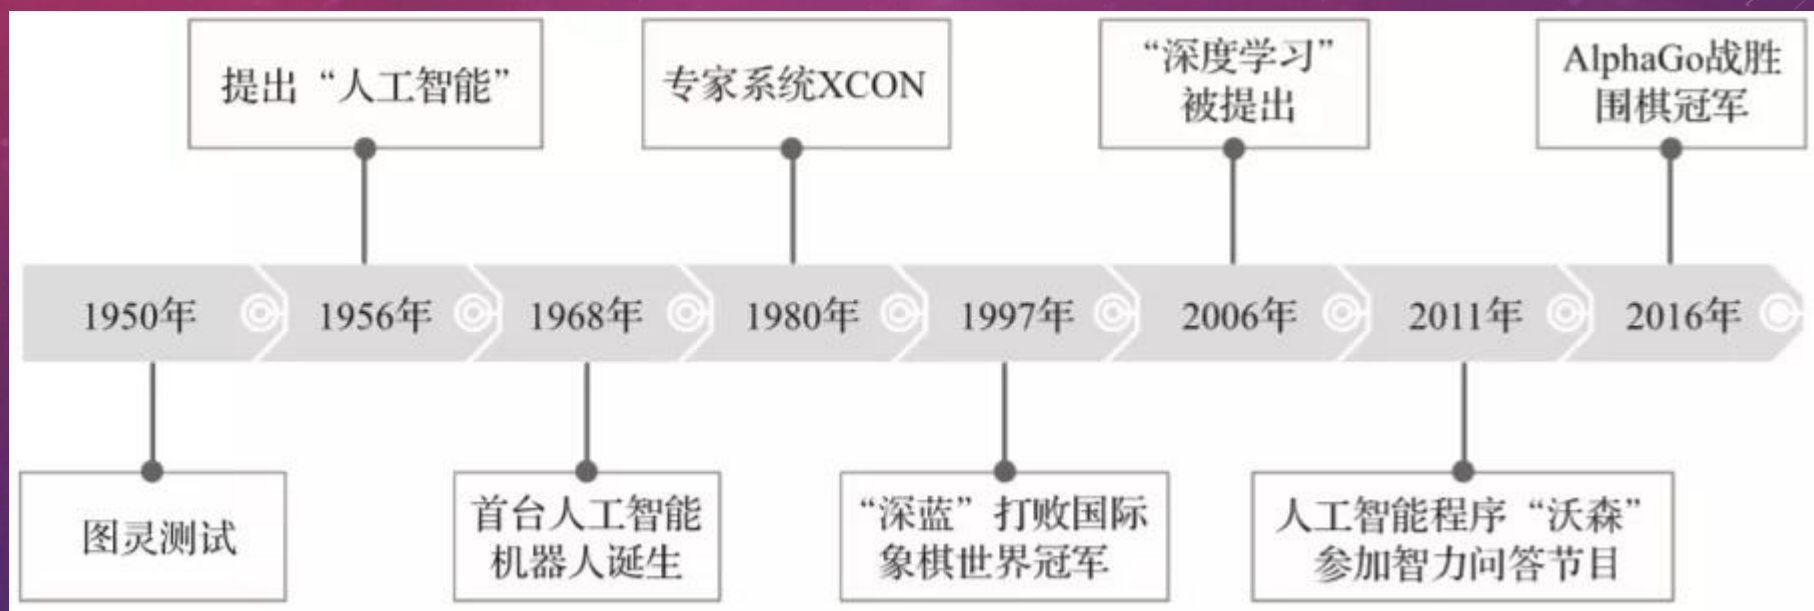 提出“人工智能”
专家系统XCON
“深度学习”
被提出
AlphaGo战胜
围棋冠军
1950年
1956年
1968年
1980年
1997年
2006年
2011年
2016年
图灵测试
首台人工智能
机器人诞生
“深蓝”打败国际
象棋世界冠军
人工智能程序“沃森”
参加智力问答节目